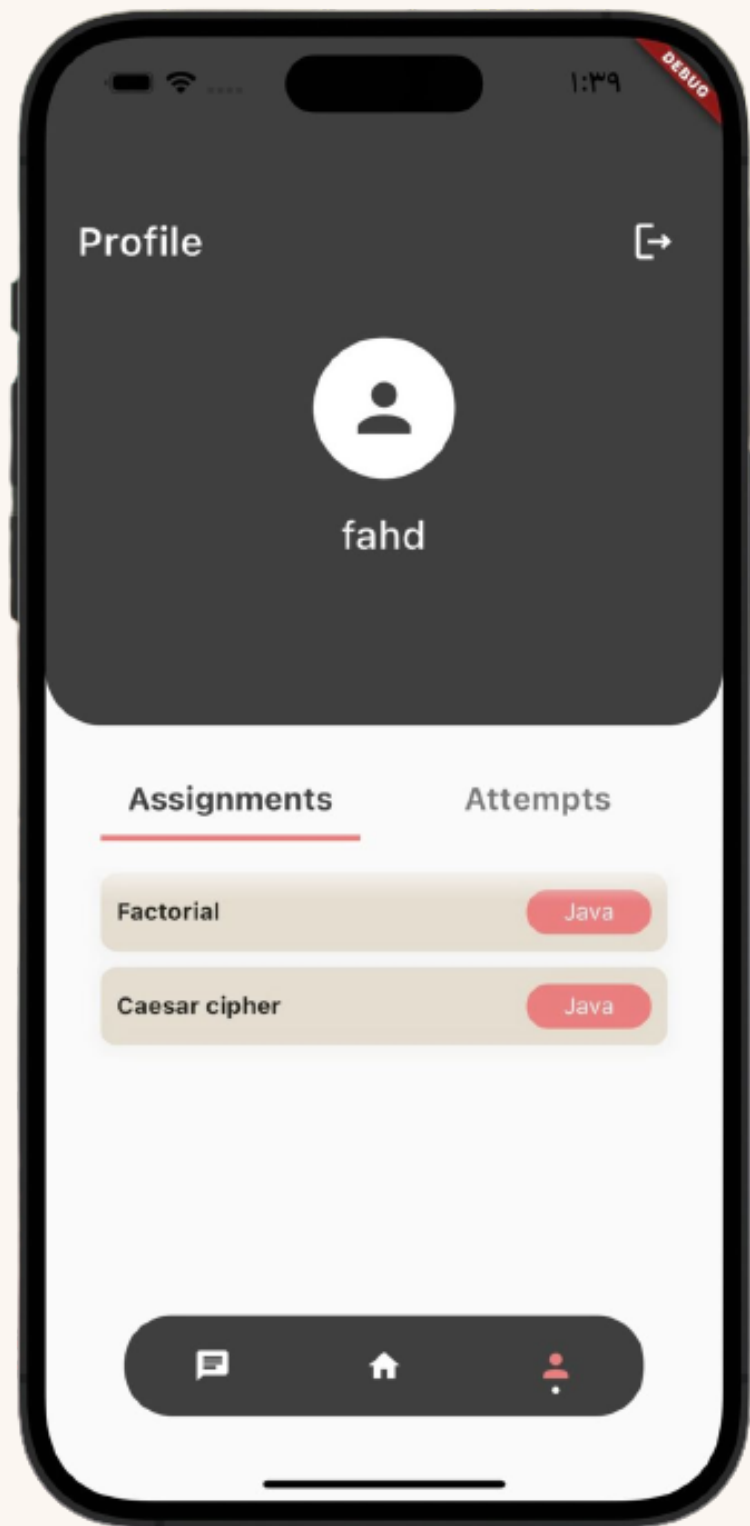 ١:٣٩
DEBUG
Profile
fahd
Assignments Attempts
Factorial Java
Caesar cipher Java